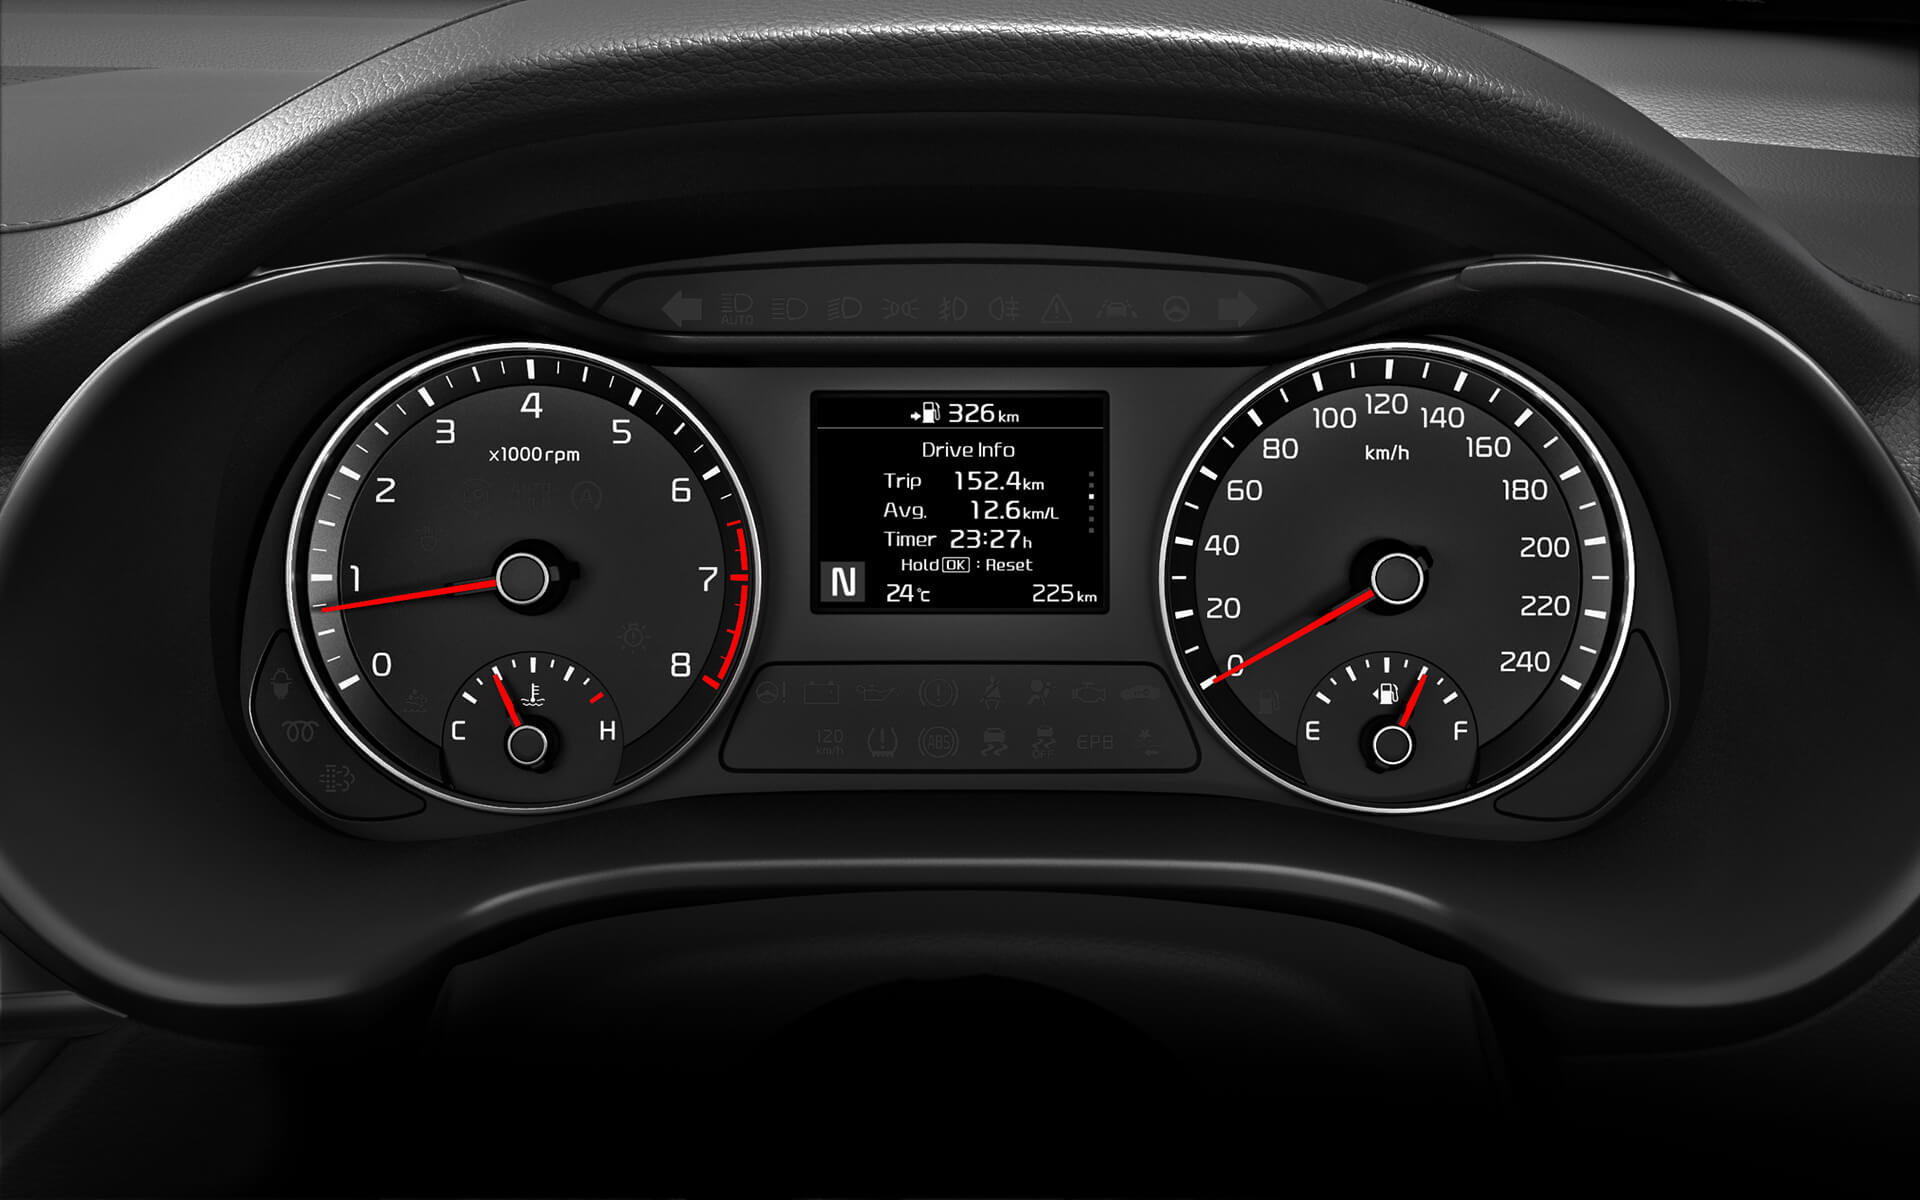 AUTO
4
3
5
x1000rpm
2
6
1
7
0
8
C
H
326km
Drive Info
Trip 152.4km
Avg. 12.6km/L
Timer 23:27h
Hold OK : Reset
N
24°C
225km
120
km/h
ABS
OFF
EPB
120
100
140
km/h
80
160
60
180
40
200
20
220
0
240
E
F